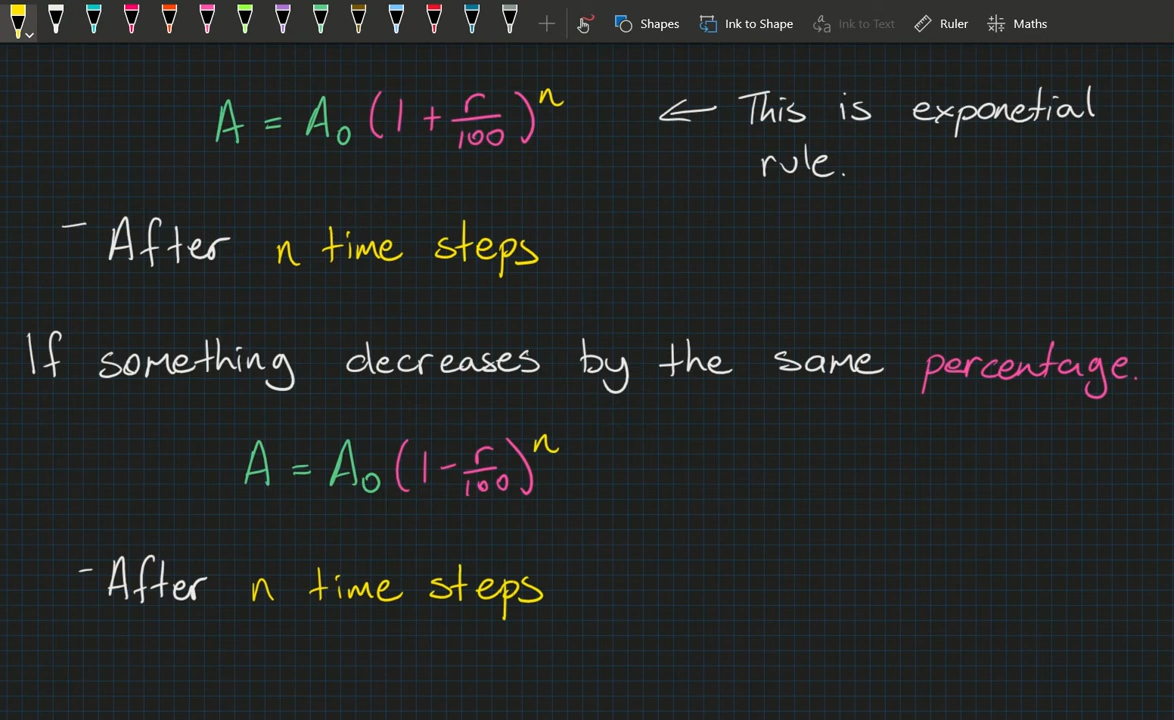 Shapes Ink to Shape Ink to Text Ruler Maths
A = A₀ (1 + r/100)ⁿ ← This is exponetial
rule.
- After n time steps
If something decreases by the same percentage.
A = A₀ (1 - r/100)ⁿ
- After n time steps